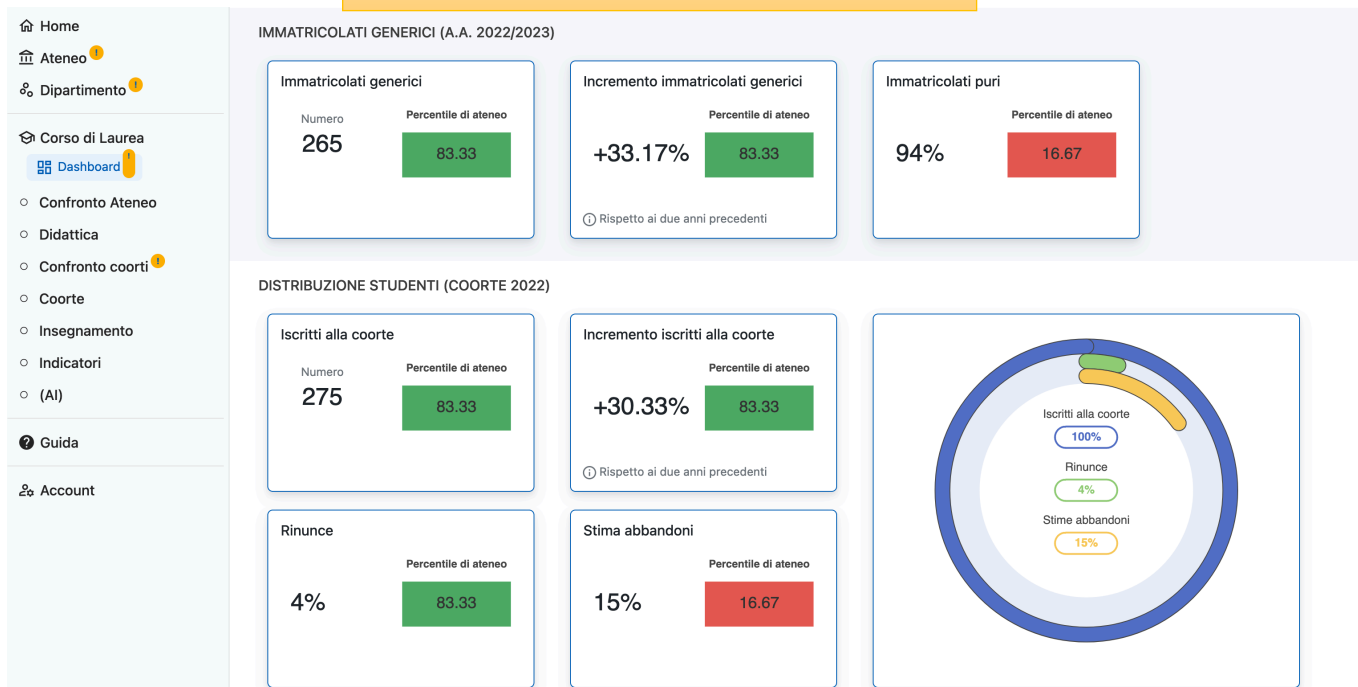 Home
Ateneo !
Dipartimento !
Corso di Laurea
Dashboard !
Confronto Ateneo
Didattica
Confronto coorti !
Coorte
Insegnamento
Indicatori
(AI)
? Guida
Account
IMMATRICOLATI GENERICI (A.A. 2022/2023)
Immatricolati generici
Numero
265
Percentile di ateneo
83.33
Incremento immatricolati generici
Percentile di ateneo
+33.17%
83.33
i Rispetto ai due anni precedenti
Immatricolati puri
Percentile di ateneo
94%
16.67
DISTRIBUZIONE STUDENTI (COORTE 2022)
Iscritti alla coorte
Numero
275
Percentile di ateneo
83.33
Incremento iscritti alla coorte
Percentile di ateneo
+30.33%
83.33
i Rispetto ai due anni precedenti
Rinunce
Percentile di ateneo
4%
83.33
Stima abbandoni
Percentile di ateneo
15%
16.67
Iscritti alla coorte
100%
Rinunce
4%
Stime abbandoni
15%